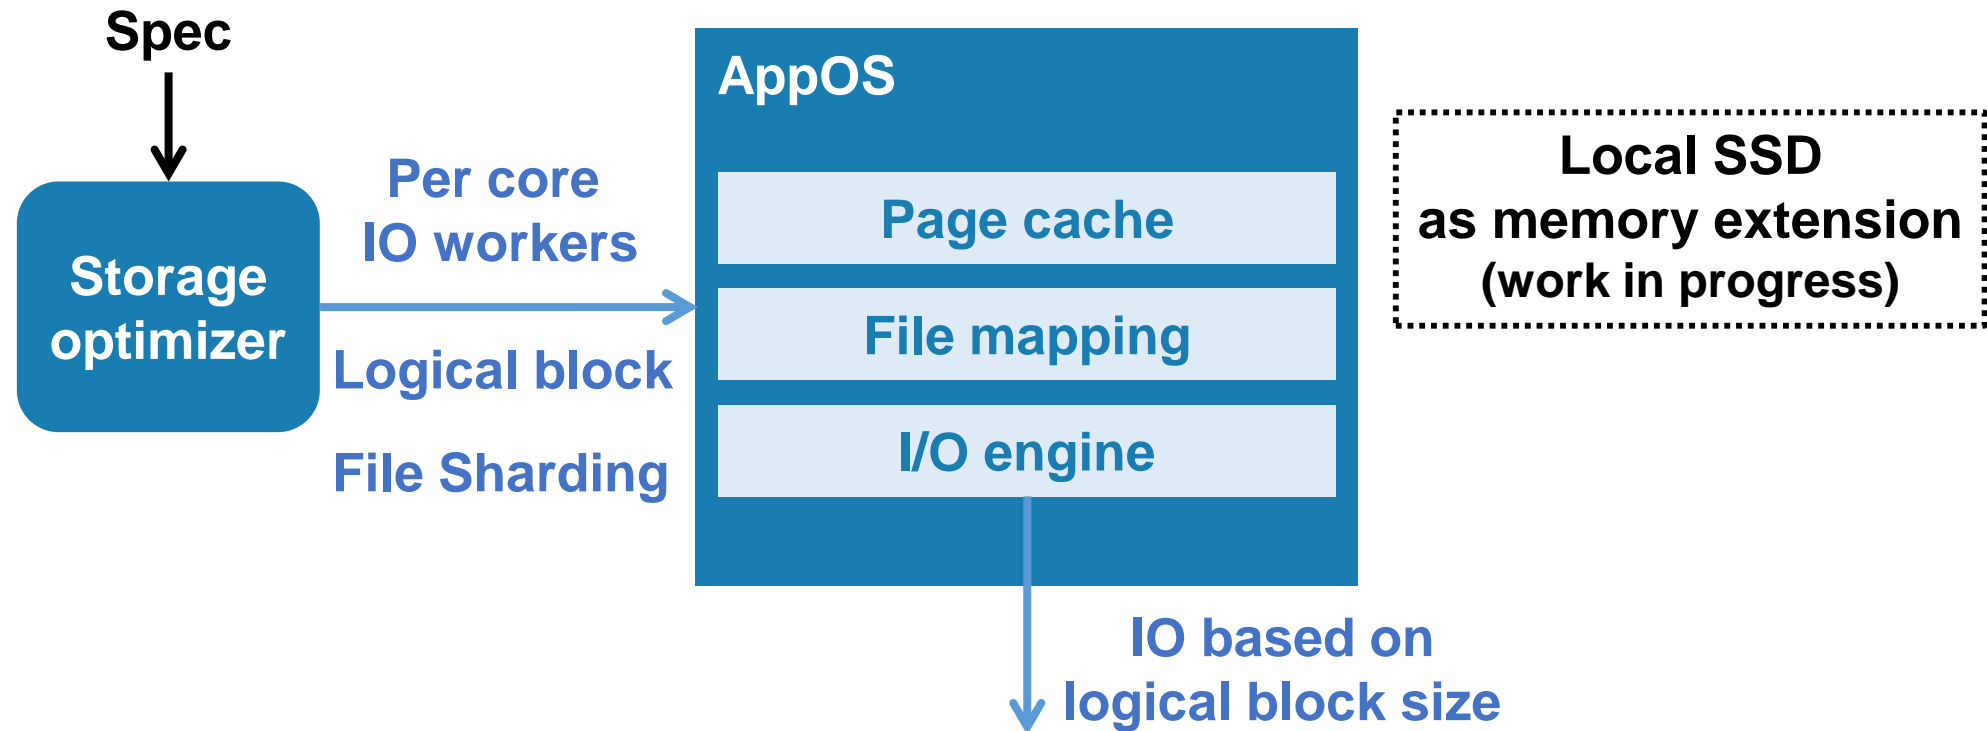 Spec
Storage
optimizer
Per core
IO workers
Logical block
File Sharding
AppOS
Page cache
File mapping
I/O engine
IO based on
logical block size
Local SSD
as memory extension
(work in progress)